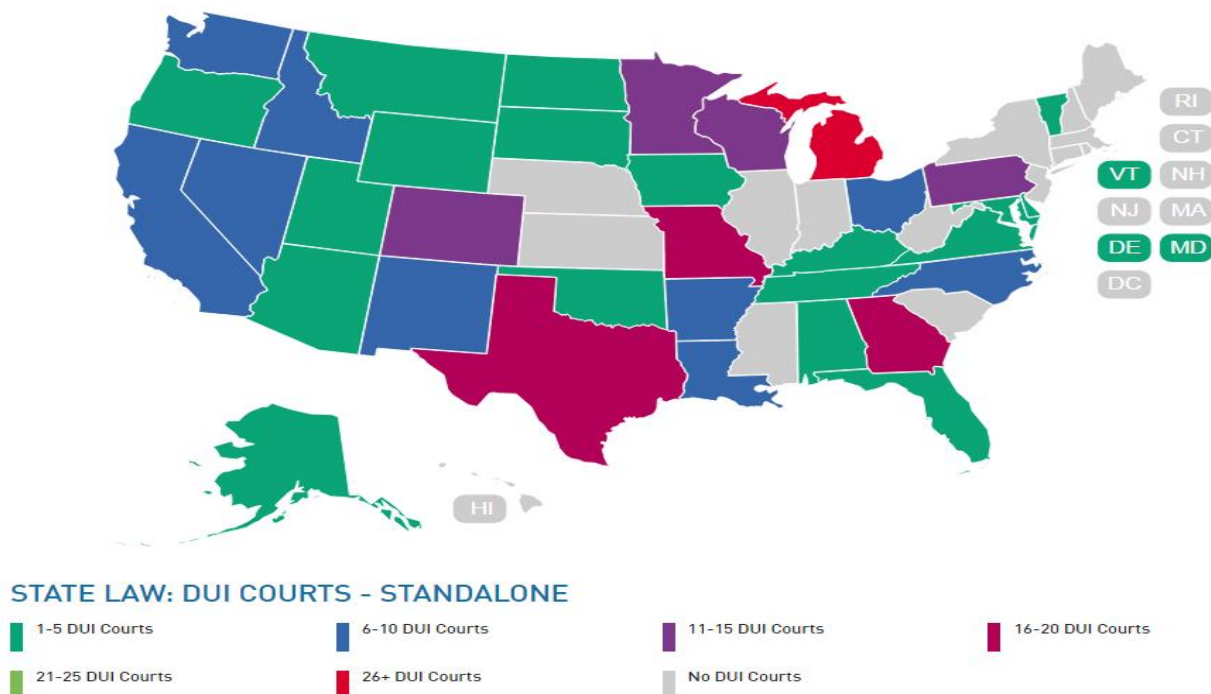 RI
CT
VT NH
NJ MA
DE MD
DC
HI
STATE LAW: DUI COURTS - STANDALONE
1-5 DUI Courts 6-10 DUI Courts 11-15 DUI Courts 16-20 DUI Courts
21-25 DUI Courts 26+ DUI Courts No DUI Courts